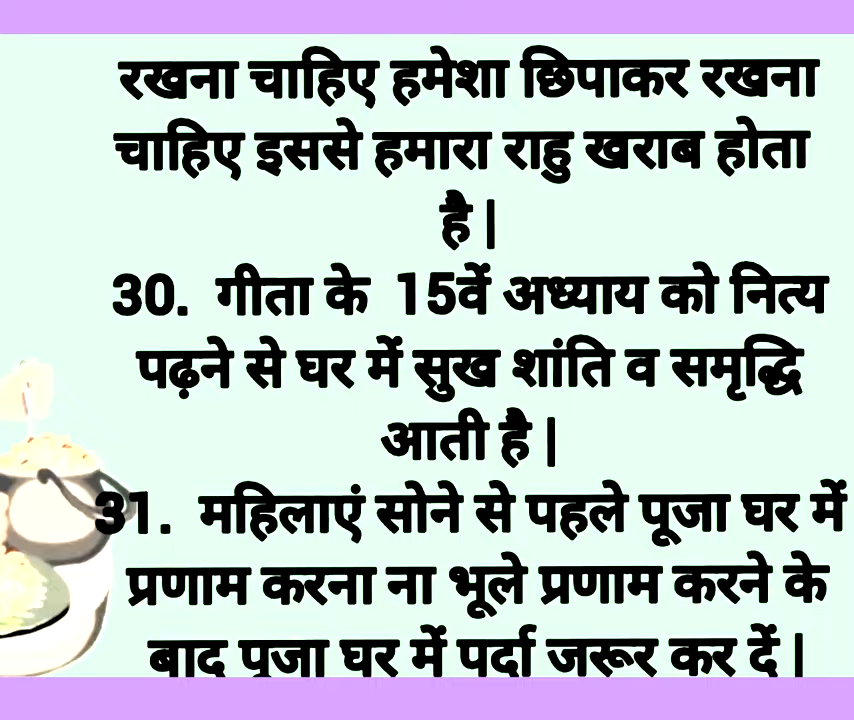 रखना चाहिए हमेशा छिपाकर रखना
चाहिए इससे हमारा राहु खराब होता
है |
30. गीता के 15वें अध्याय को नित्य
पढ़ने से घर में सुख शांति व समृद्धि
आती है |
31. महिलाएं सोने से पहले पूजा घर में
प्रणाम करना ना भूले प्रणाम करने के
बाद पूजा घर में पर्दा जरूर कर दें |